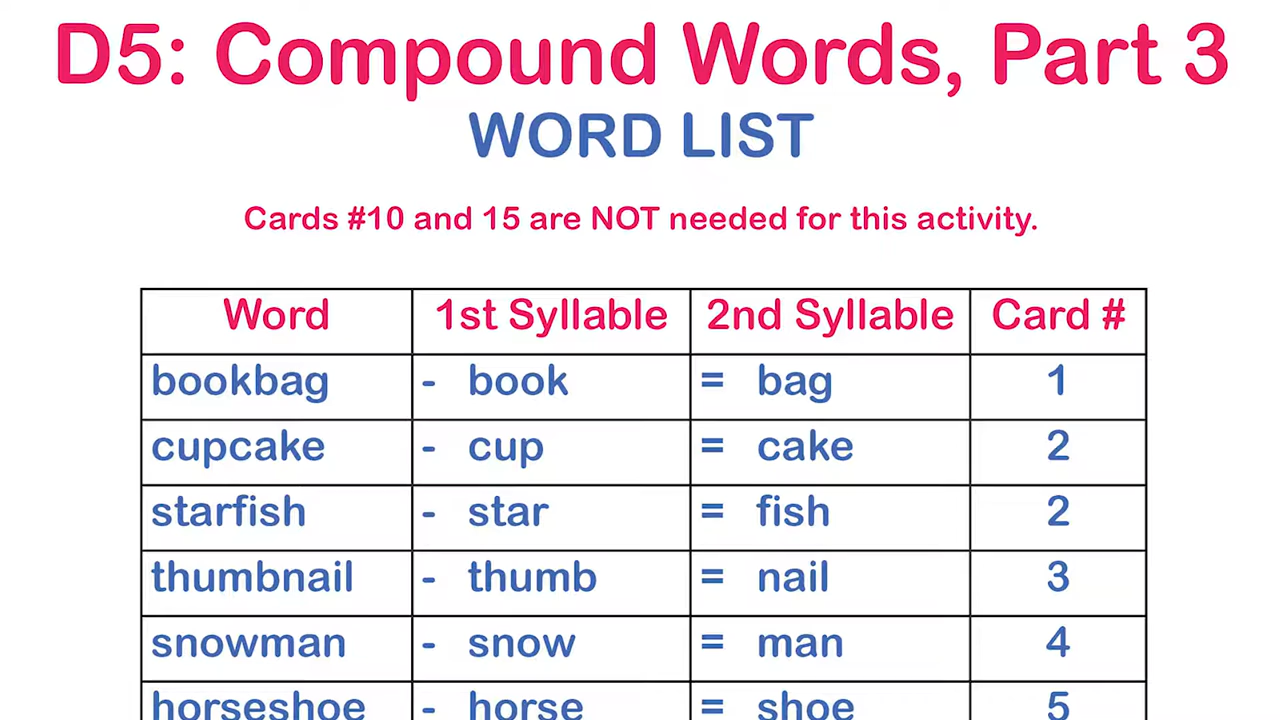 D5: Compound Words, Part 3
WORD LIST
Cards #10 and 15 are NOT needed for this activity.
Word 1st Syllable 2nd Syllable Card #
bookbag - book = bag 1
cupcake - cup = cake 2
starfish - star = fish 2
thumbnail - thumb = nail 3
snowman - snow = man 4
horseshoe - horse = shoe 5